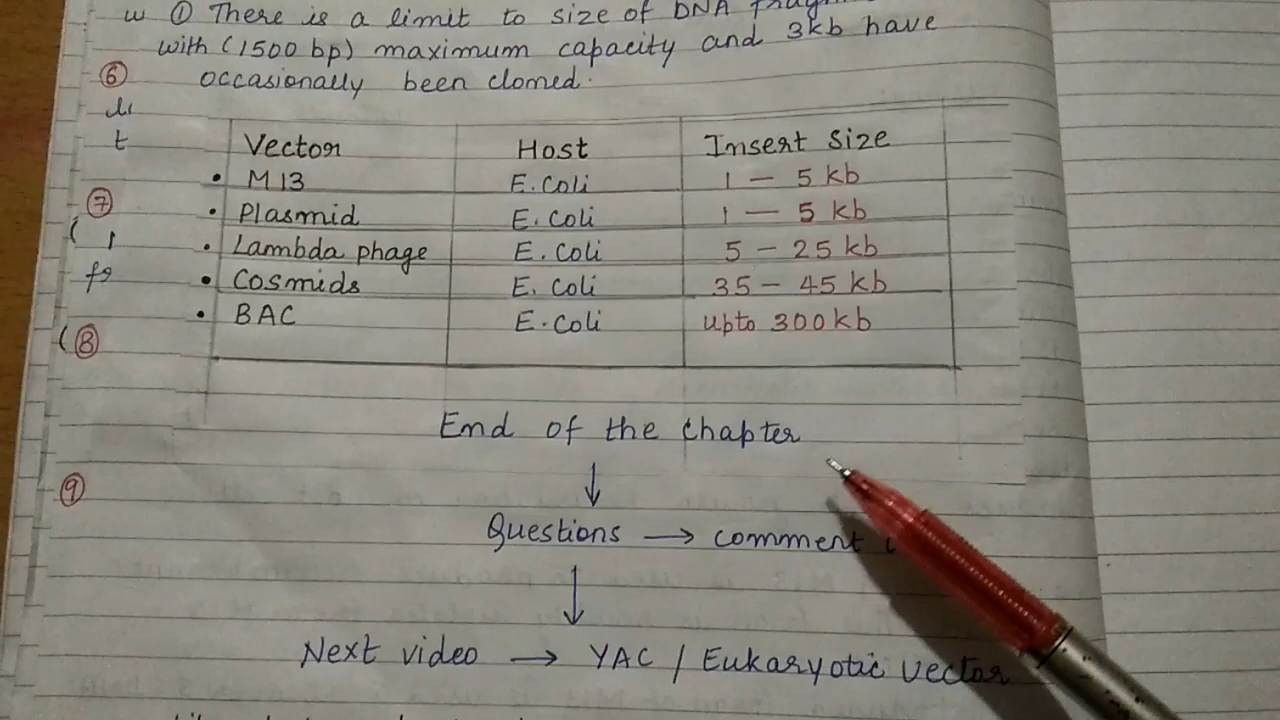 ① There is a limit to size of DNA
with (1500 bp) maximum capacity and 3kb have
⑥ occasionally been clomed.
t
Vector Host Insert Size
• M13 E. Coli 1 – 5 kb
⑦ • Plasmid E. Coli 1 — 5 kb
• Lambda phage E. Coli 5 – 25 kb
• Cosmids E. Coli 35 – 45 kb
• BAC E. Coli upto 300 kb
⑧
End of the Chapter
↓
⑨
Questions → comment
↓
Next video → YAC / Eukaryotic vector